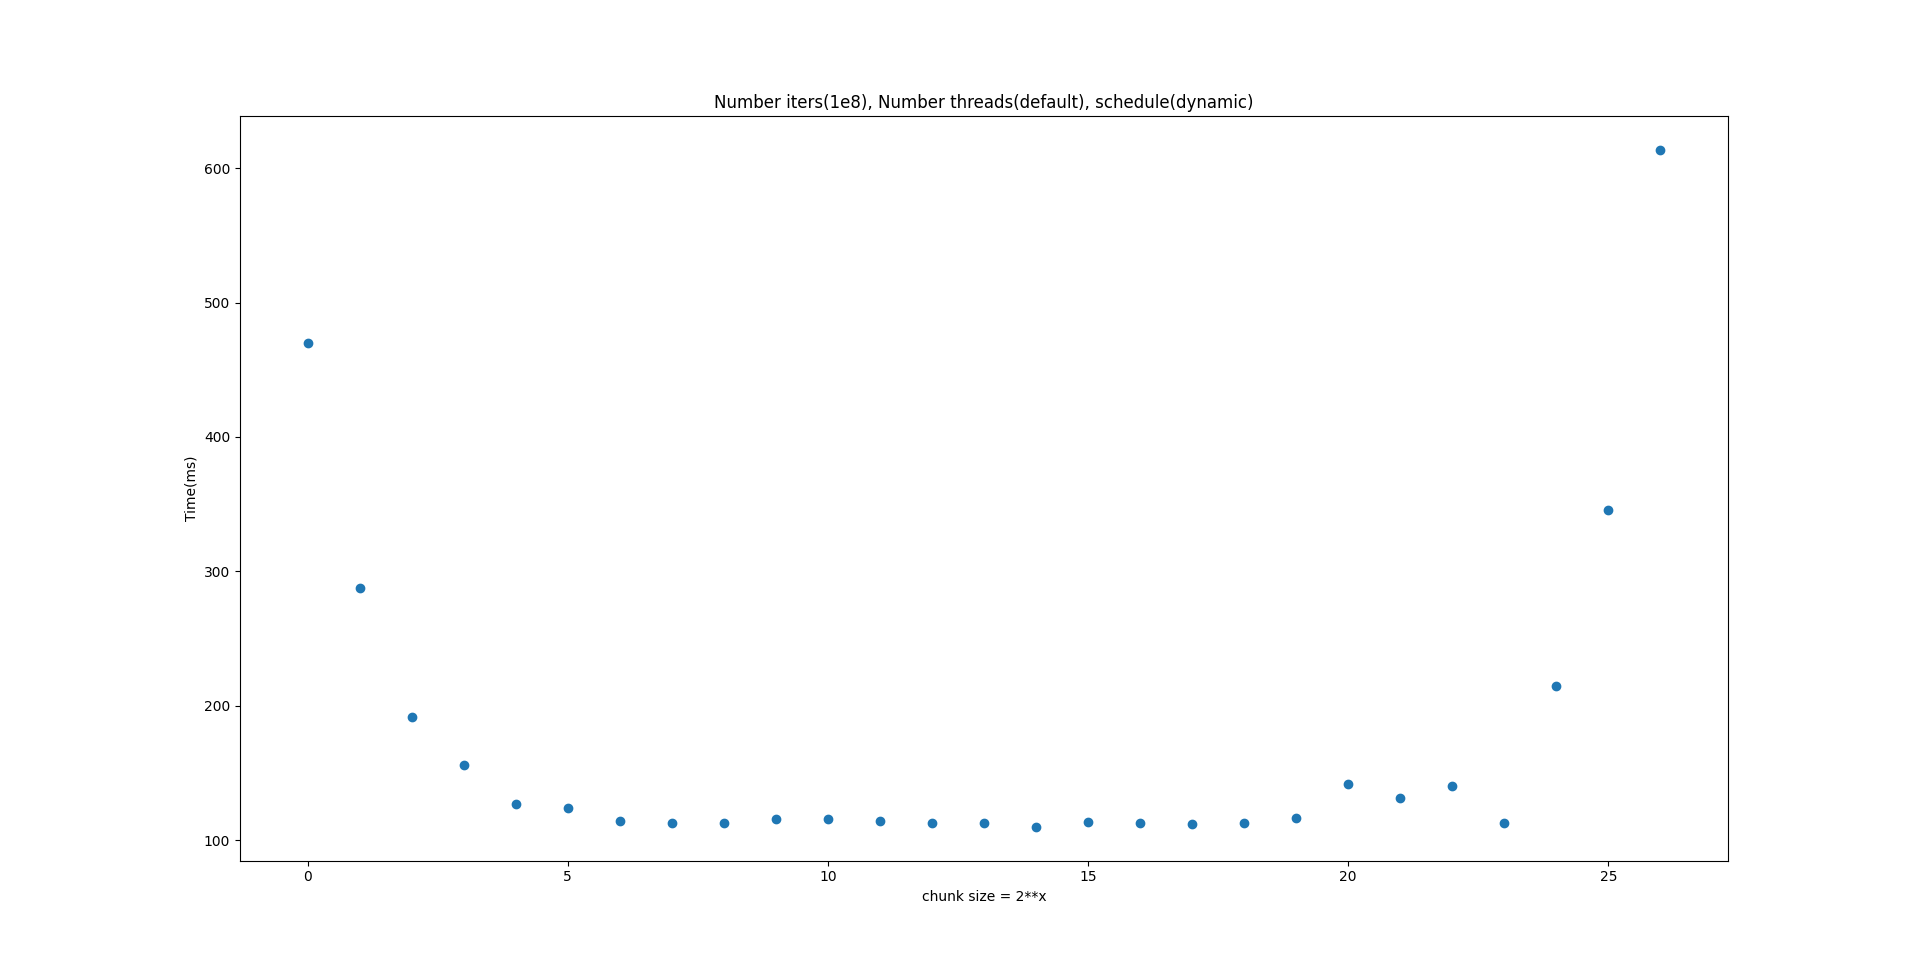 Number iters(1e8), Number threads(default), schedule(dynamic)
600
500
400
300
200
100
Time(ms)
0 5 10 15 20 25
chunk size = 2**x